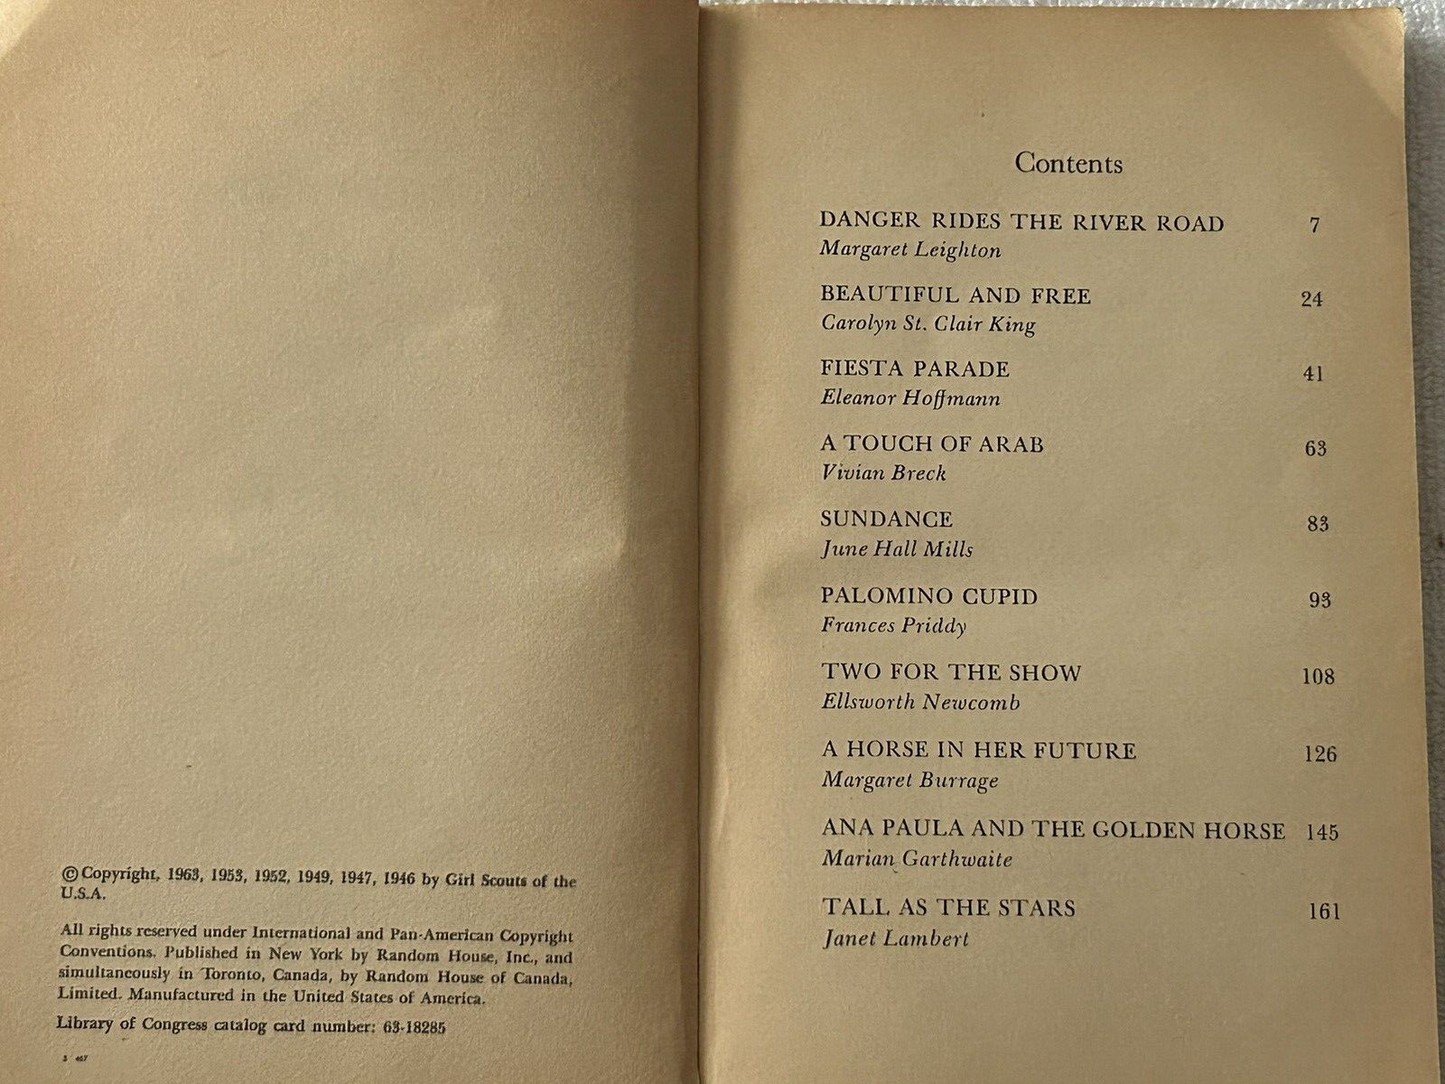 © Copyright, 1963, 1953, 1952, 1949, 1947, 1946 by Girl Scouts of the
U.S.A.
All rights reserved under International and Pan-American Copyright
Conventions. Published in New York by Random House, Inc., and
simultaneously in Toronto, Canada, by Random House of Canada,
Limited. Manufactured in the United States of America.
Library of Congress catalog card number: 63-18285
Contents
DANGER RIDES THE RIVER ROAD 7
Margaret Leighton
BEAUTIFUL AND FREE 24
Carolyn St. Clair King
FIESTA PARADE 41
Eleanor Hoffmann
A TOUCH OF ARAB 63
Vivian Breck
SUNDANCE 83
June Hall Mills
PALOMINO CUPID 93
Frances Priddy
TWO FOR THE SHOW 108
Ellsworth Newcomb
A HORSE IN HER FUTURE 126
Margaret Burrage
ANA PAULA AND THE GOLDEN HORSE 145
Marian Garthwaite
TALL AS THE STARS 161
Janet Lambert